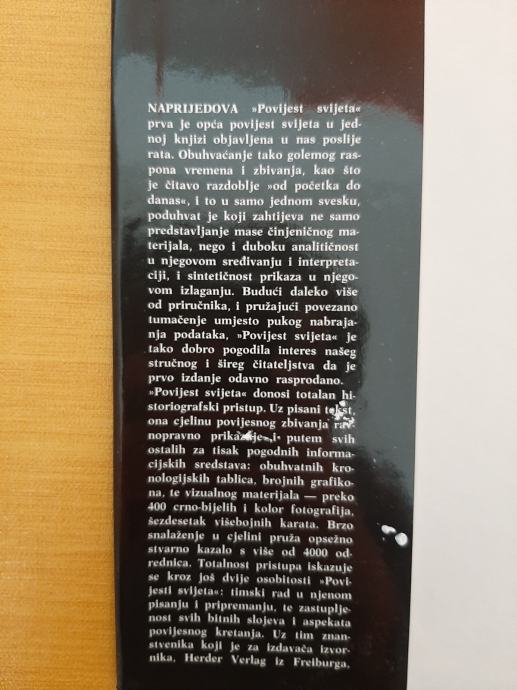 NAPRIJEDOVA »Povijest svijeta«
prva je opća povijest svijeta u jed-
noj knjizi objavljena u nas poslije
rata. Obuhvaćanje tako golemog ras-
pona vremena i zbivanja, kao što
je čitavo razdoblje »od početka do
danas«, i to u samo jednom svesku,
poduhvat je koji zahtijeva ne samo
predstavljanje mase činjeničnog ma-
terijala, nego i duboku analitičnost
u njegovom sređivanju i interpreta-
ciji, i sintetičnost prikaza u njego-
vom izlaganju. Budući daleko više
od priručnika, i pružajući povezano
tumačenje umjesto pukog nabraja-
nja podataka, »Povijest svijeta« je
tako dobro pogodila interes našeg
stručnog i šireg čitateljstva da je
prvo izdanje odavno rasprodano.
»Povijest svijeta« donosi totalan hi-
storiografski pristup. Uz pisani tekst,
ona cjelinu povijesnog zbivanja rav-
nopravno prikazuje i putem svih
ostalih za tisak pogodnih informa-
cijskih sredstava: obuhvatnih kro-
nologijskih tablica, brojnih grafiko-
na, te vizualnog materijala — preko
400 crno-bijelih i kolor fotografija,
šezdesetak višebojnih karata. Brzo
snalaženje u cjelini pruža opsežno
stvarno kazalo s više od 4000 od-
rednica. Totalnost pristupa iskazuje
se kroz još dvije osobitosti »Povi-
jesti svijeta«: timski rad u njenom
pisanju i pripremanju, te zastuplje-
nost svih bitnih slojeva i aspekata
povijesnog kretanja. Uz tim znan-
stvenika koji je za izdavača izvor-
nika, Herder Verlag iz Freiburga,